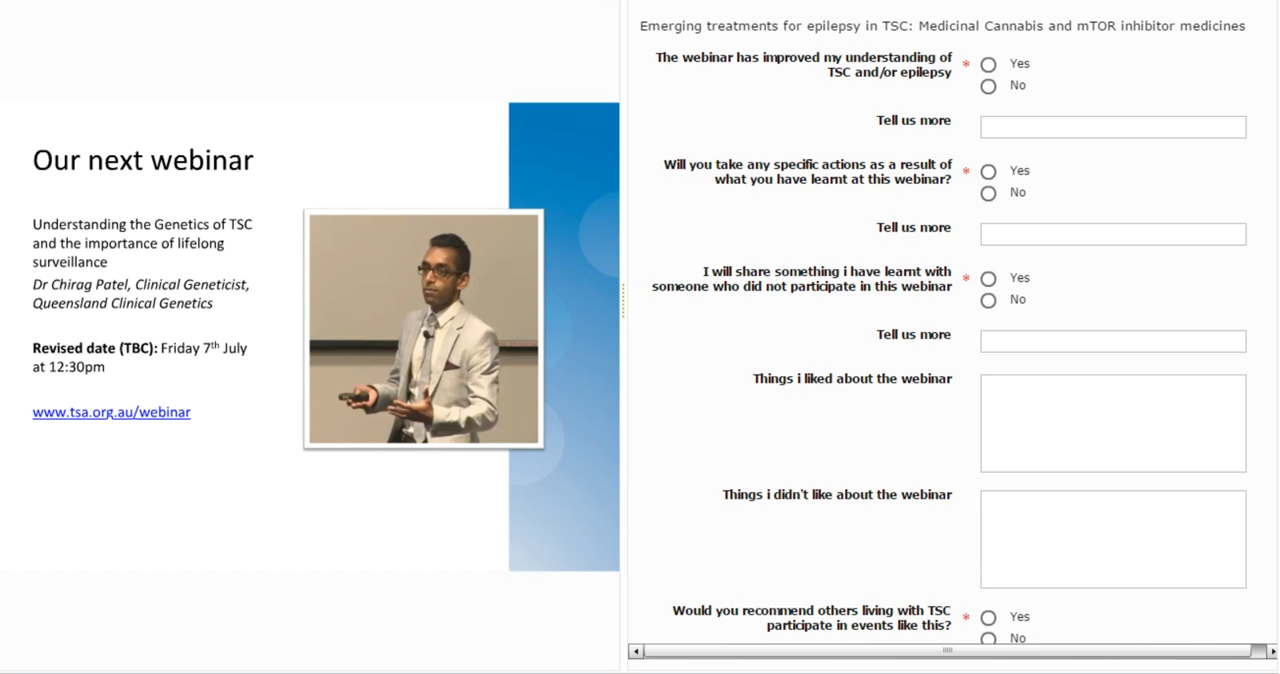 Our next webinar
Understanding the Genetics of TSC
and the importance of lifelong
surveillance
Dr Chirag Patel, Clinical Geneticist,
Queensland Clinical Genetics
Revised date (TBC): Friday 7th July
at 12:30pm
www.tsa.org.au/webinar
Emerging treatments for epilepsy in TSC: Medicinal Cannabis and mTOR inhibitor medicines
The webinar has improved my understanding of
TSC and/or epilepsy
* Yes
No
Tell us more
Will you take any specific actions as a result of
what you have learnt at this webinar?
* Yes
No
Tell us more
I will share something i have learnt with
someone who did not participate in this webinar
* Yes
No
Tell us more
Things i liked about the webinar
Things i didn't like about the webinar
Would you recommend others living with TSC
participate in events like this?
* Yes
No